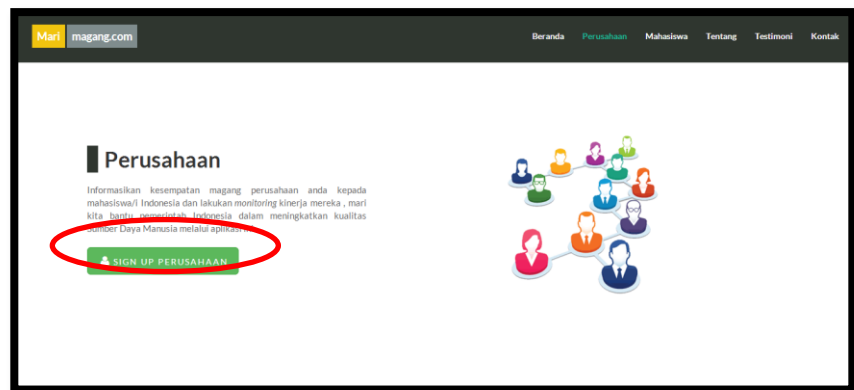 Mari magang.com
Beranda Perusahaan Mahasiswa Tentang Testimoni Kontak
Perusahaan
Informasikan kesempatan magang perusahaan anda kepada
mahasiswa/i Indonesia dan lakukan monitoring kinerja mereka , mari
kita bantu pemerintah Indonesia dalam meningkatkan kualitas
Sumber Daya Manusia melalui aplikasi
SIGN UP PERUSAHAAN